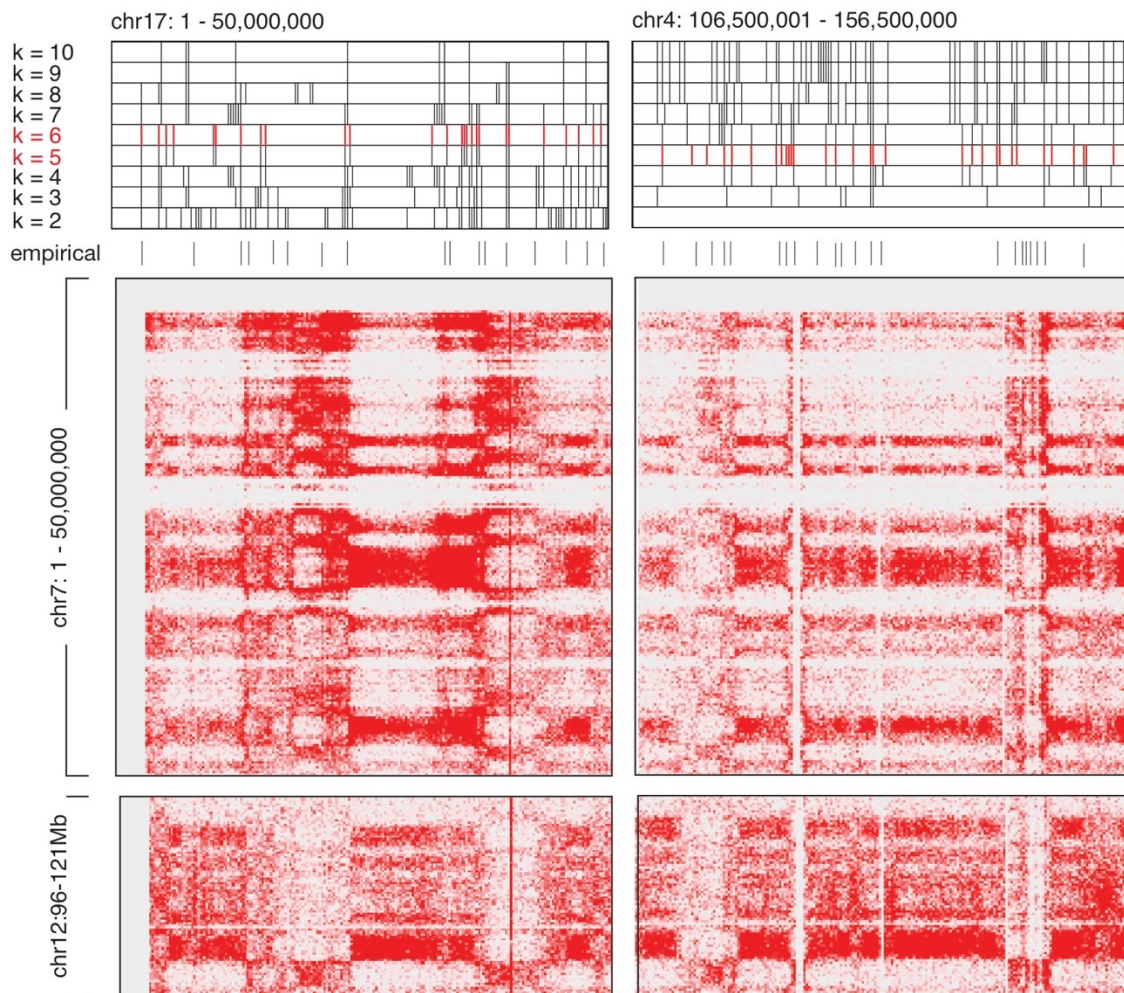 chr17: 1 - 50,000,000
chr4: 106,500,001 - 156,500,000
k = 10
k = 9
k = 8
k = 7
k = 6
k = 5
k = 4
k = 3
k = 2
empirical
chr7: 1 - 50,000,000
chr12:96-121Mb